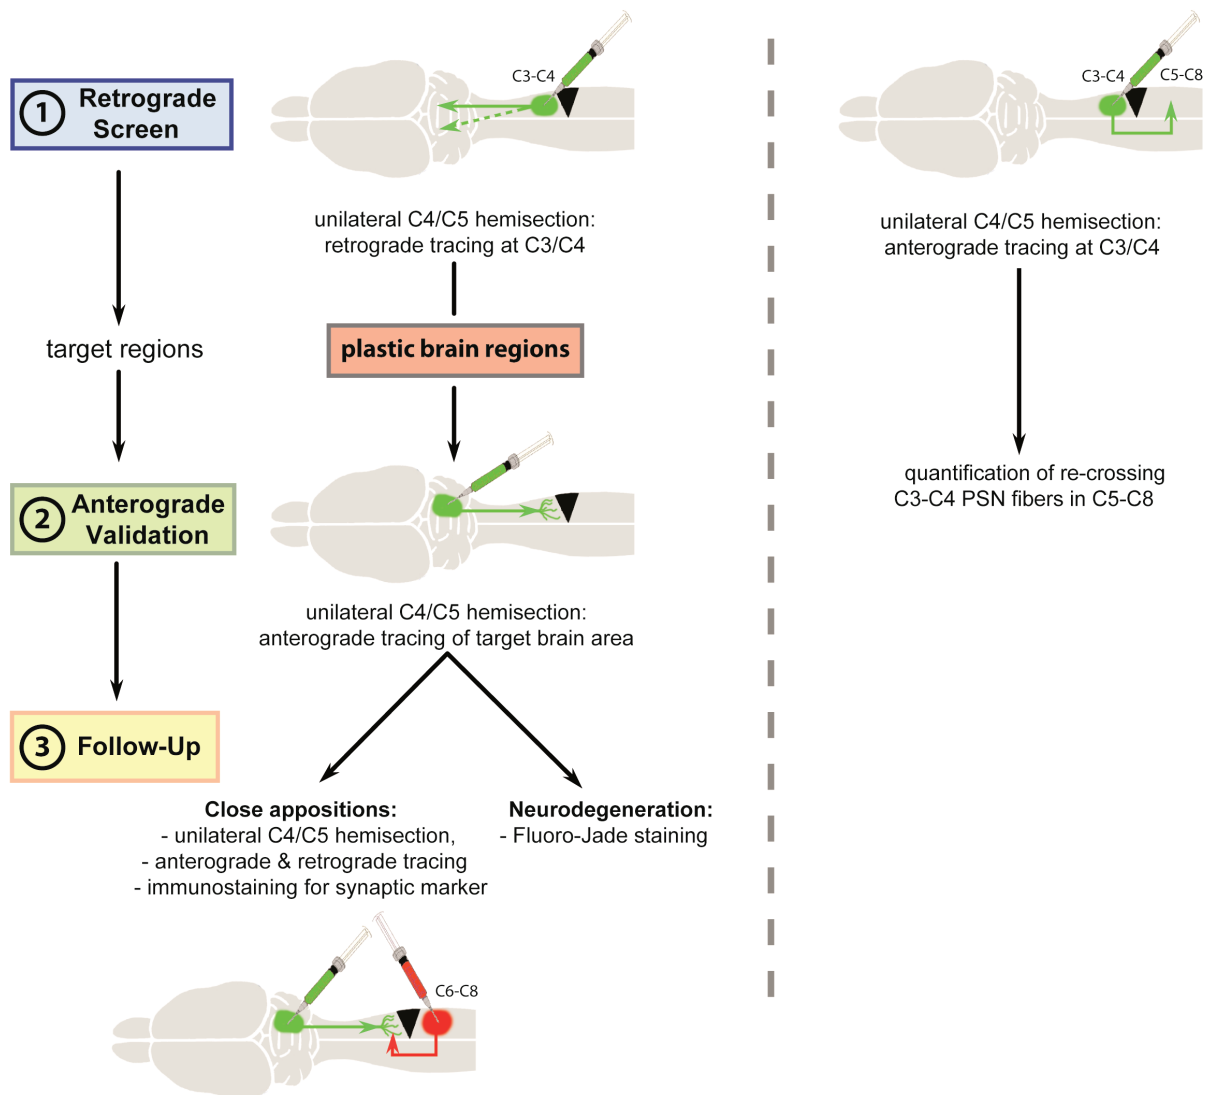 1 Retrograde
Screen
target regions
2 Anterograde
Validation
3 Follow-Up
C3-C4
unilateral C4/C5 hemisection:
retrograde tracing at C3/C4
plastic brain regions
unilateral C4/C5 hemisection:
anterograde tracing of target brain area
Close appositions:
- unilateral C4/C5 hemisection,
- anterograde & retrograde tracing
- immunostaining for synaptic marker
Neurodegeneration:
- Fluoro-Jade staining
C6-C8
C3-C4
C5-C8
unilateral C4/C5 hemisection:
anterograde tracing at C3/C4
quantification of re-crossing
C3-C4 PSN fibers in C5-C8